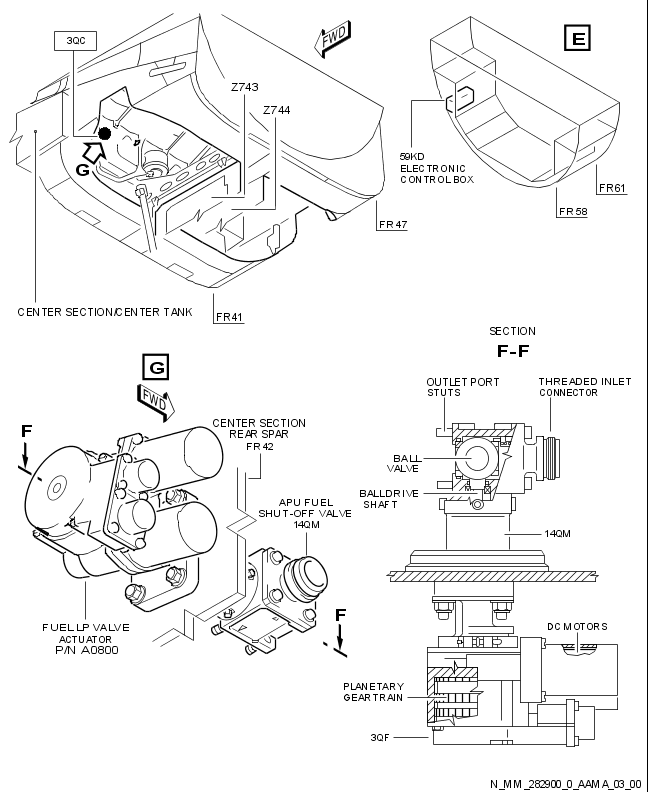 3QC
FWD
E
Z743
Z744
G
59KD
ELECTRONIC
CONTROL BOX
FR61
FR58
FR47
CENTER SECTION/CENTER TANK
FR41
SECTION
F-F
G
FWD
OUTLET PORT
STUTS
THREADED INLET
CONNECTOR
F
CENTER SECTION
REAR SPAR
FR42
BALL
VALVE
APU FUEL
SHUT-OFF VALVE
14QM
BALLDRIVE
SHAFT
14QM
F
FUEL LP VALVE
ACTUATOR
P/N A0800
DC MOTORS
PLANETARY
GEAR TRAIN
3QF
N_MM_282900_0_AAMA_03_00